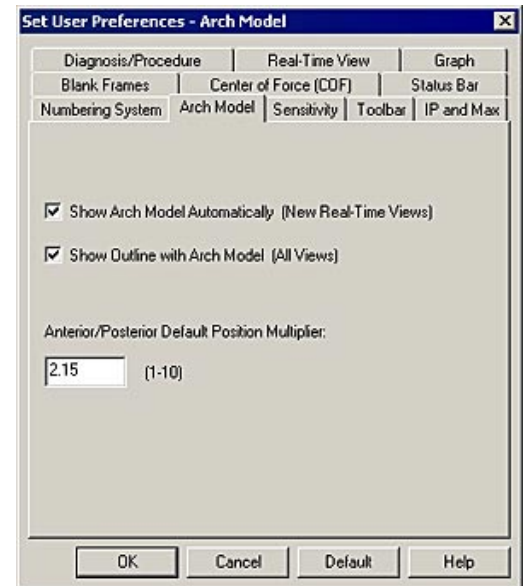 Set User Preferences - Arch Model
Diagnosis/Procedure Real-Time View Graph
Blank Frames Center of Force (COF) Status Bar
Numbering System Arch Model Sensitivity Toolbar IP and Max
Show Arch Model Automatically (New Real-Time Views)
Show Outline with Arch Model (All Views)
Anterior/Posterior Default Position Multiplier:
2.15 (1-10)
OK Cancel Default Help